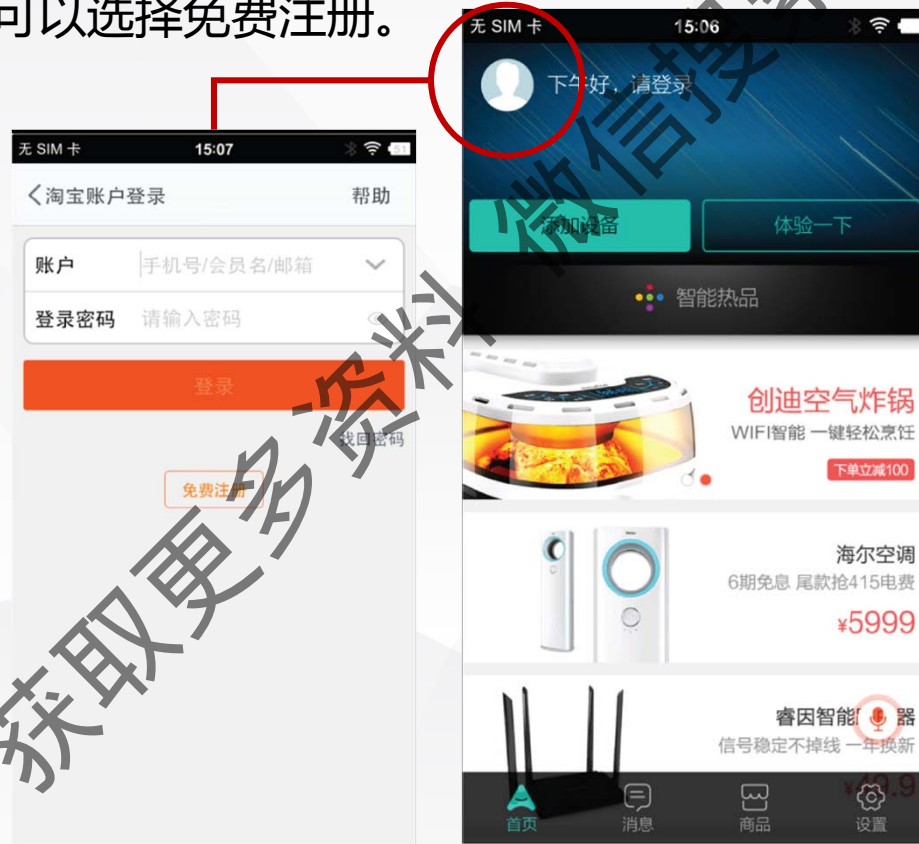 可以选择免费注册。
无 SIM 卡 15:07 51
淘宝账户登录 帮助
账户 手机号/会员名/邮箱
登录密码 请输入密码
登录
找回密码
免费注册
无 SIM 卡 15:06
下午好，请登录
添加设备 体验一下
智能热品
创迪空气炸锅
WIFI智能 一键轻松烹饪
下单立减100
海尔空调
6期免息 尾款抢415电费
¥5999
睿因智能 器
信号稳定不掉线 一年换新
首页 消息 商品 设置
获取更多资料 微信搜